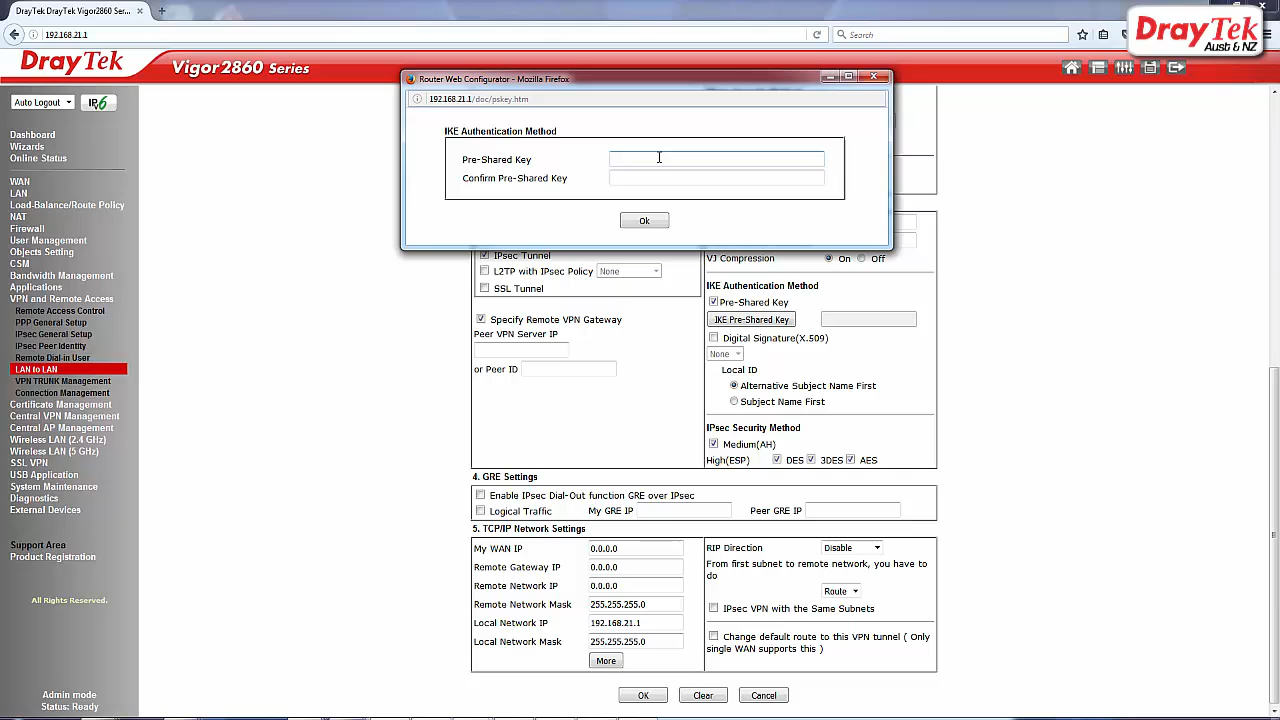 DrayTek DrayTek Vigor2860 Ser...
192.168.21.1
Search
DrayTek
Aust & NZ
DrayTek Vigor2860 Series
Router Web Configurator - Mozilla Firefox
192.168.21.1/doc/pskey.htm
IKE Authentication Method
Pre-Shared Key
Confirm Pre-Shared Key
Ok
Auto Logout
IPv6
Dashboard
Wizards
Online Status
WAN
LAN
Load-Balance/Route Policy
NAT
Firewall
User Management
Objects Setting
CSM
Bandwidth Management
Applications
VPN and Remote Access
Remote Access Control
PPP General Setup
IPsec General Setup
IPsec Peer Identity
Remote Dial-in User
LAN to LAN
VPN TRUNK Management
Connection Management
Certificate Management
Central VPN Management
Central AP Management
Wireless LAN (2.4 GHz)
Wireless LAN (5 GHz)
SSL VPN
USB Application
System Maintenance
Diagnostics
External Devices
Support Area
Product Registration
All Rights Reserved.
Admin mode
Status: Ready
IPsec Tunnel
L2TP with IPsec Policy None
SSL Tunnel
Specify Remote VPN Gateway
Peer VPN Server IP
or Peer ID
VJ Compression On Off
IKE Authentication Method
Pre-Shared Key
IKE Pre-Shared Key
Digital Signature(X.509)
None
Local ID
Alternative Subject Name First
Subject Name First
IPsec Security Method
Medium(AH)
High(ESP) DES 3DES AES
4. GRE Settings
Enable IPsec Dial-Out function GRE over IPsec
Logical Traffic My GRE IP Peer GRE IP
5. TCP/IP Network Settings
My WAN IP 0.0.0.0
Remote Gateway IP 0.0.0.0
Remote Network IP 0.0.0.0
Remote Network Mask 255.255.255.0
Local Network IP 192.168.21.1
Local Network Mask 255.255.255.0
More
RIP Direction Disable
From first subnet to remote network, you have to
do
Route
IPsec VPN with the Same Subnets
Change default route to this VPN tunnel ( Only
single WAN supports this )
OK Clear Cancel